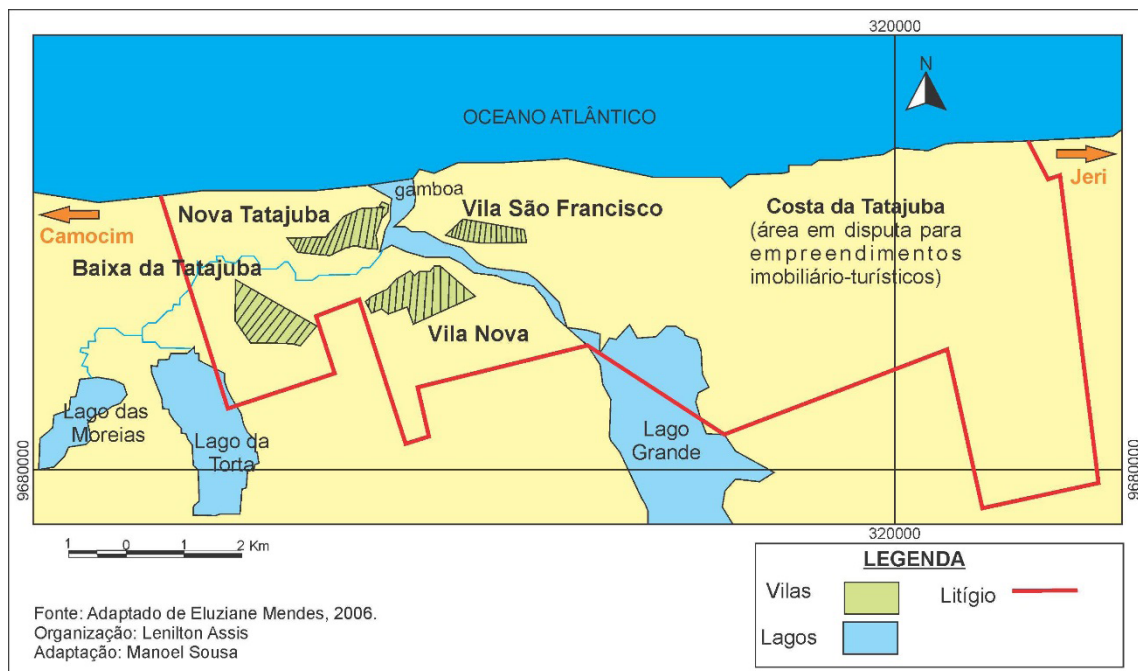 320000
N
OCEANO ATLÂNTICO
gamboa
Jeri
Nova Tatajuba
Vila São Francisco
Costa da Tatajuba
(área em disputa para
empreendimentos
imobiliário-turísticos)
Camocim
Baixa da Tatajuba
Vila Nova
Lago das
Moreias
Lago da
Torta
Lago
Grande
9680000
9680000
320000
1 0 1 2 Km
LEGENDA
Vilas
Litígio
Lagos
Fonte: Adaptado de Eluziane Mendes, 2006.
Organização: Lenilton Assis
Adaptação: Manoel Sousa